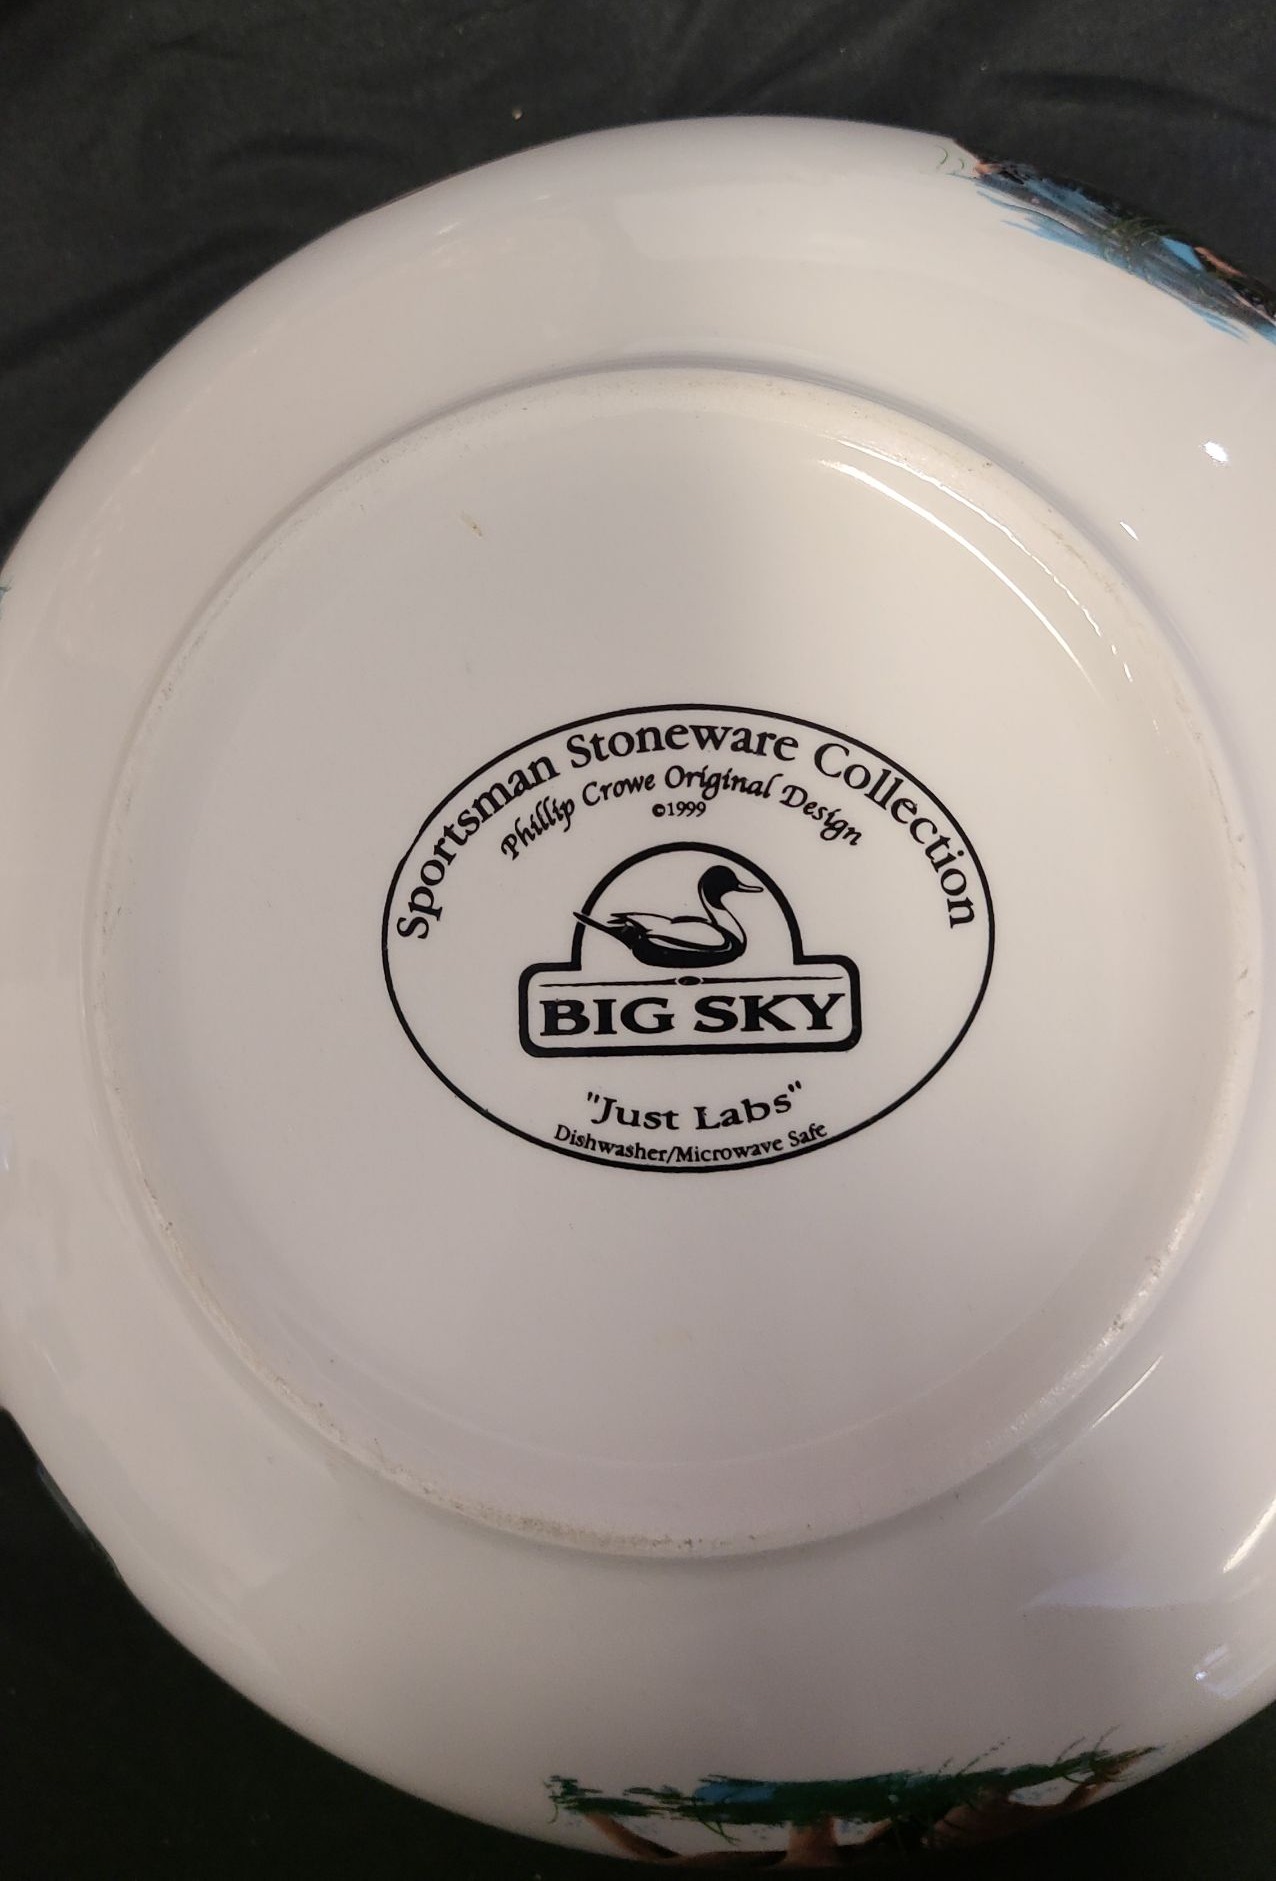 Sportsman Stoneware Collection
Phillip Crowe Original Design
©1999
BIG SKY
"Just Labs"
Dishwasher/Microwave Safe